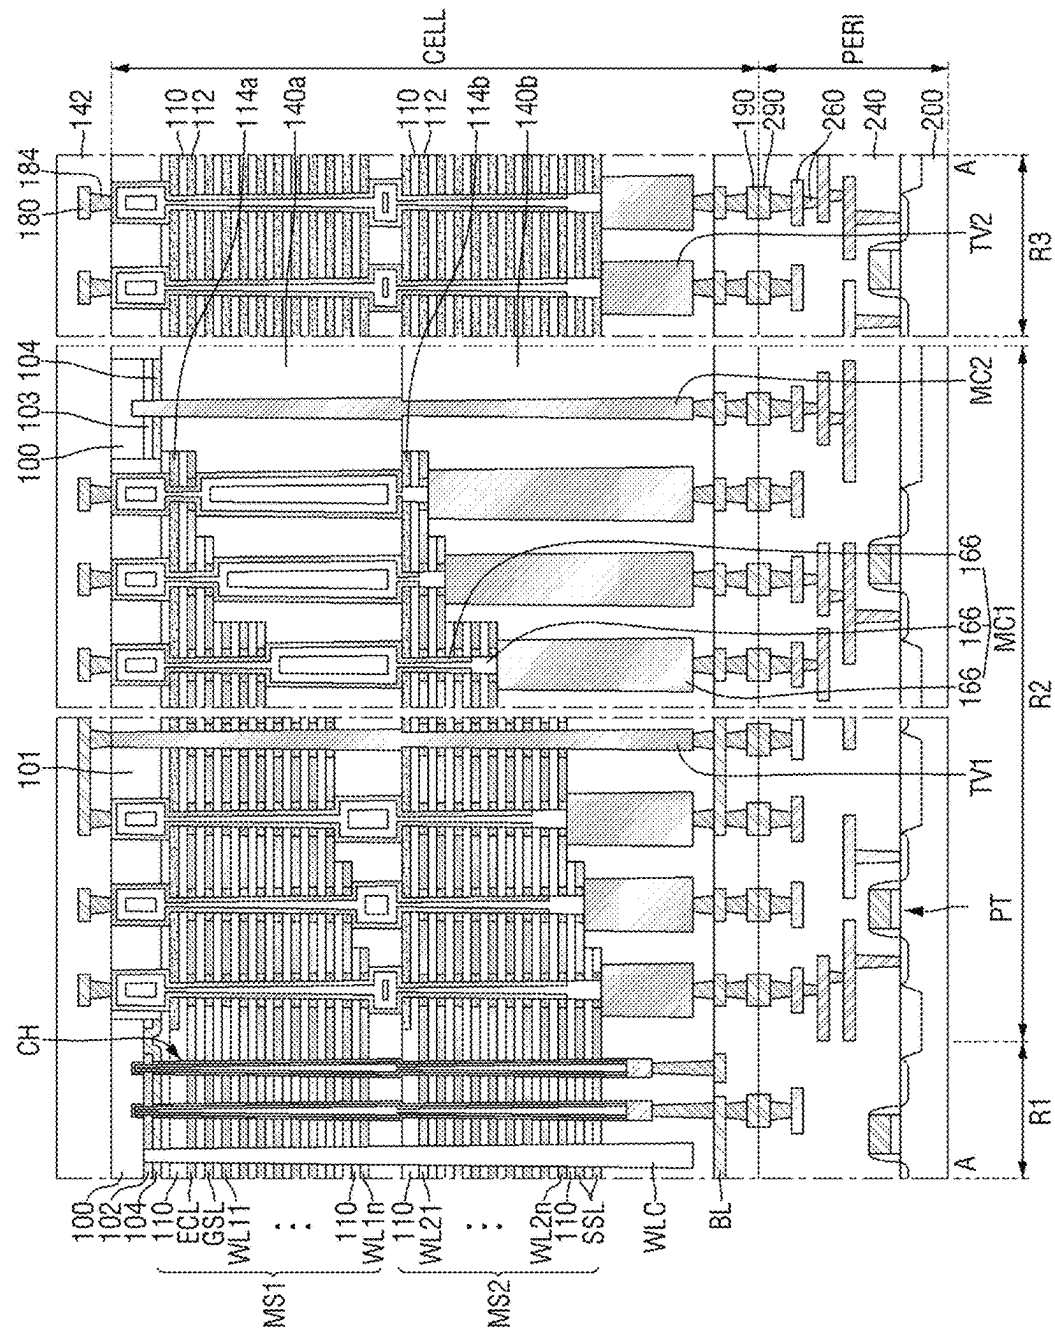 CELL
PERI
142
110
112
114a
140a
110
112
114b
140b
190
290
260
240
200
180
184
A
TV2
R3
100
103
104
MC2
166
166
166
MC1
R2
101
TV1
PT
CH
R1
A
100
102
104
110
ECL
GSL
WL11
110
WL1n
MS1
110
WL21
WL2n
110
SSL
MS2
WLC
BL